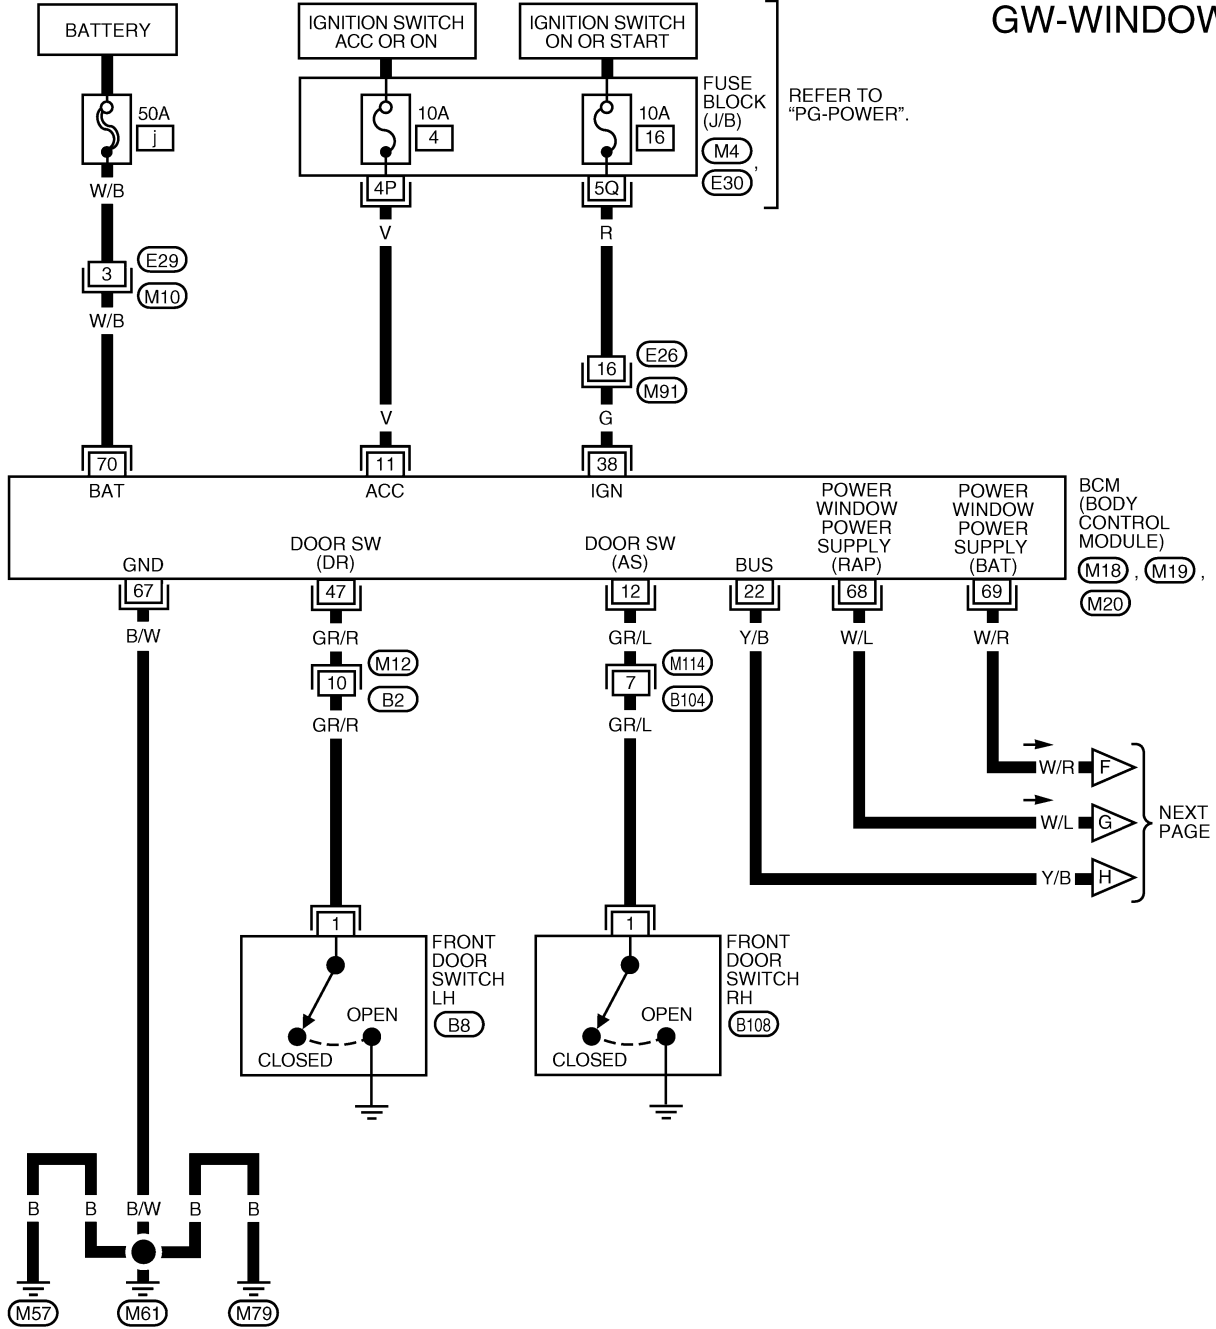 GW-WINDOW
BATTERY
IGNITION SWITCH
ACC OR ON
IGNITION SWITCH
ON OR START
50A
j
10A
4
10A
16
FUSE
BLOCK
(J/B)
M4
,
E30
REFER TO
“PG-POWER”.
4P
5Q
W/B
V
R
3
E29
M10
W/B
16
E26
M91
V
G
70
11
38
BAT
ACC
IGN
POWER
WINDOW
POWER
SUPPLY
(RAP)
POWER
WINDOW
POWER
SUPPLY
(BAT)
BCM
(BODY
CONTROL
MODULE)
M18 , M19 ,
M20
GND
DOOR SW
(DR)
DOOR SW
(AS)
BUS
67
47
12
22
68
69
B/W
GR/R
GR/L
Y/B
W/L
W/R
10
M12
B2
7
M114
B104
GR/R
GR/L
W/R
F
W/L
G
Y/B
H
NEXT
PAGE
1
1
FRONT
DOOR
SWITCH
LH
B8
OPEN
CLOSED
FRONT
DOOR
SWITCH
RH
B108
OPEN
CLOSED
B
B
B/W
B
B
M57
M61
M79